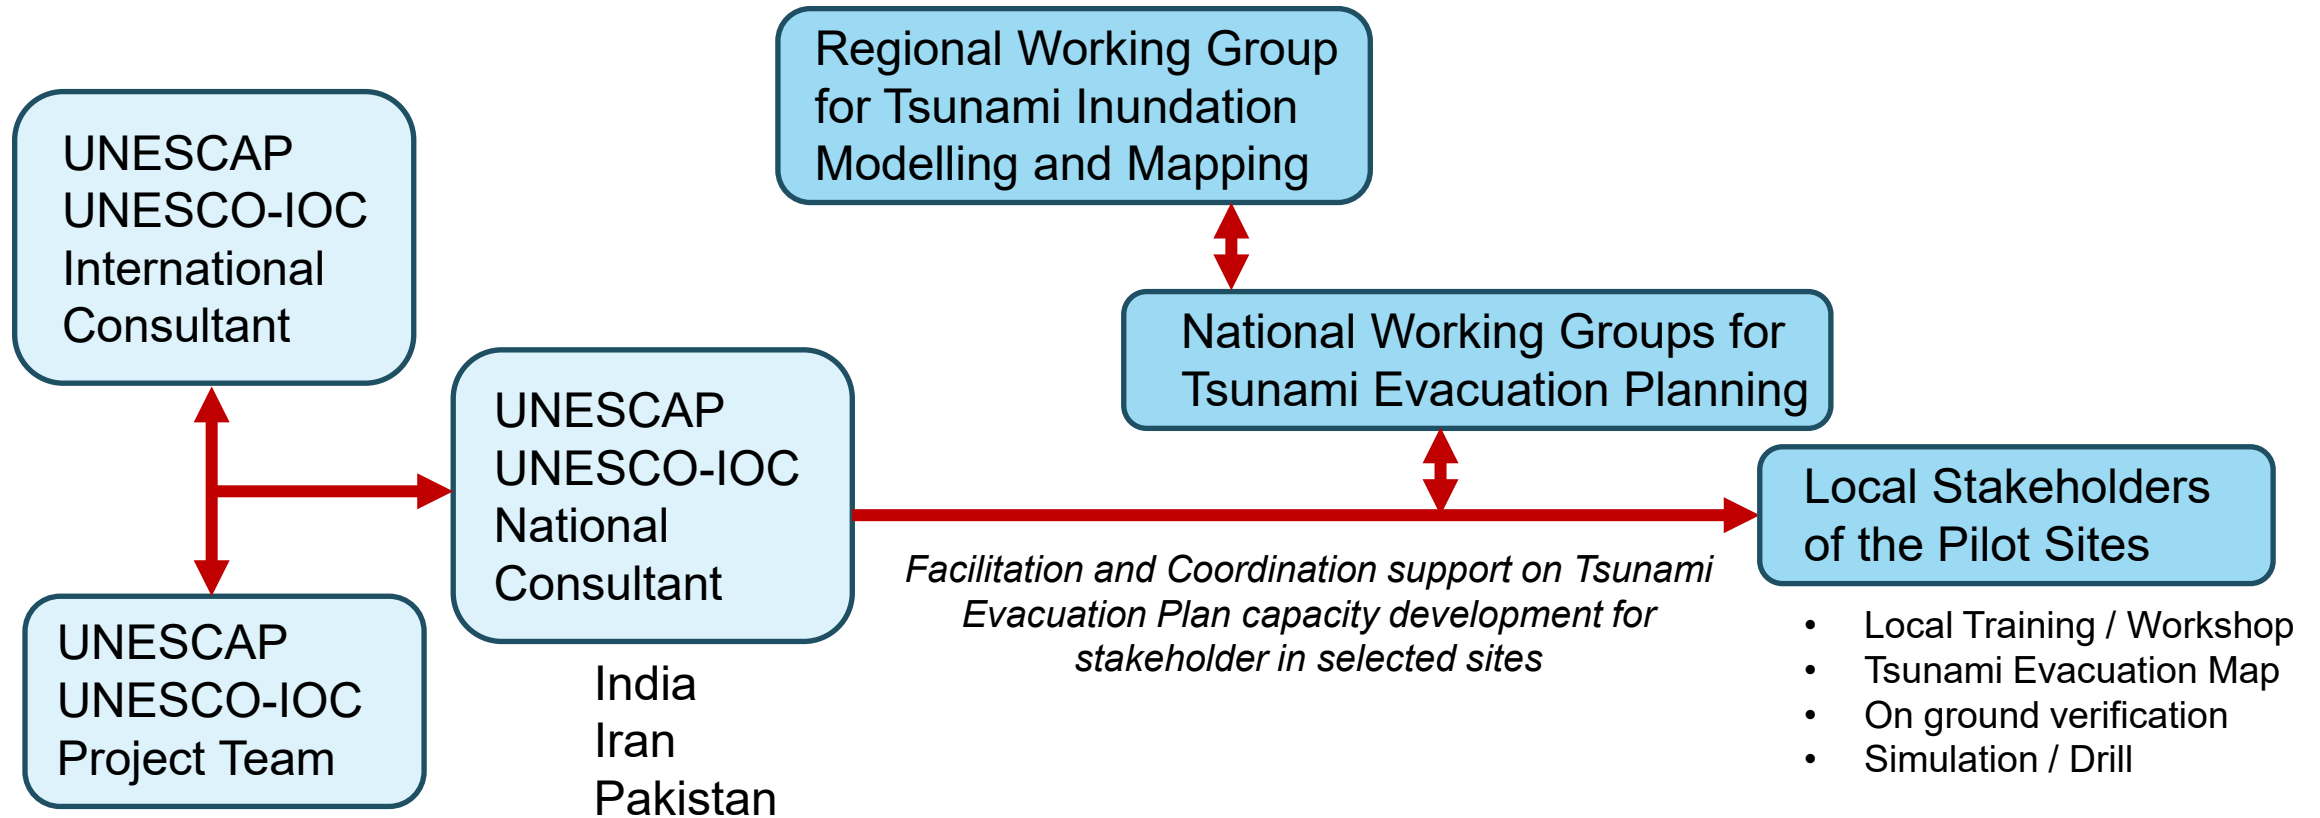 Regional Working Group
for Tsunami Inundation
Modelling and Mapping
UNESCAP
UNESCO-IOC
International
Consultant
National Working Groups for
Tsunami Evacuation Planning
UNESCAP
UNESCO-IOC
National
Consultant
Local Stakeholders
of the Pilot Sites
Facilitation and Coordination support on Tsunami
Evacuation Plan capacity development for
stakeholder in selected sites
UNESCAP
UNESCO-IOC
Project Team
India
Iran
Pakistan
• Local Training / Workshop
• Tsunami Evacuation Map
• On ground verification
• Simulation / Drill